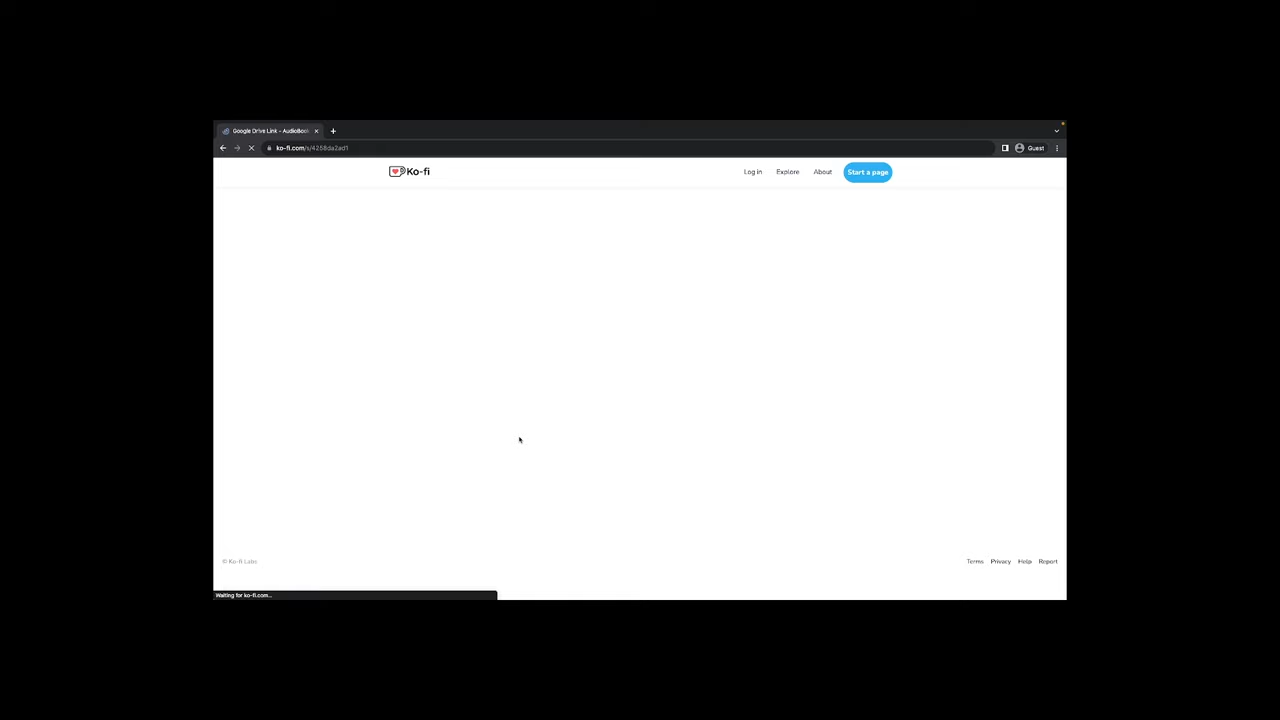 Google Drive Link - AudioBook
ko-fi.com/s/4258da2ad1
Guest
Ko-fi
Log in
Explore
About
Start a page
© Ko-fi Labs
Terms
Privacy
Help
Report
Waiting for ko-fi.com...